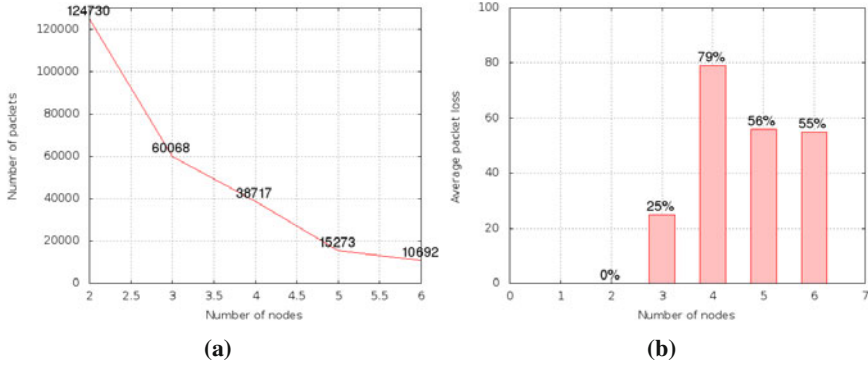 124730
120000
100000
80000
60000
40000
20000
0
60068
38717
15273
10692
2 2.5 3 3.5 4 4.5 5 5.5 6
Number of packets
Number of nodes
(a)
100
80
60
40
20
0
0%
25%
79%
56%
55%
0 1 2 3 4 5 6 7
Average packet loss
Number of nodes
(b)